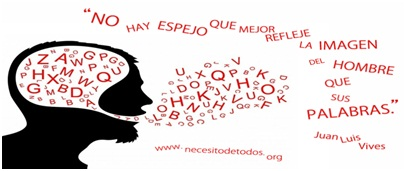 “NO HAY ESPEJO QUE MEJOR
REFLEJE
LA IMAGEN
DEL HOMBRE
QUE
SUS
PALABRAS.”
Juan Luis
Vives
www.necesitodetodos.org